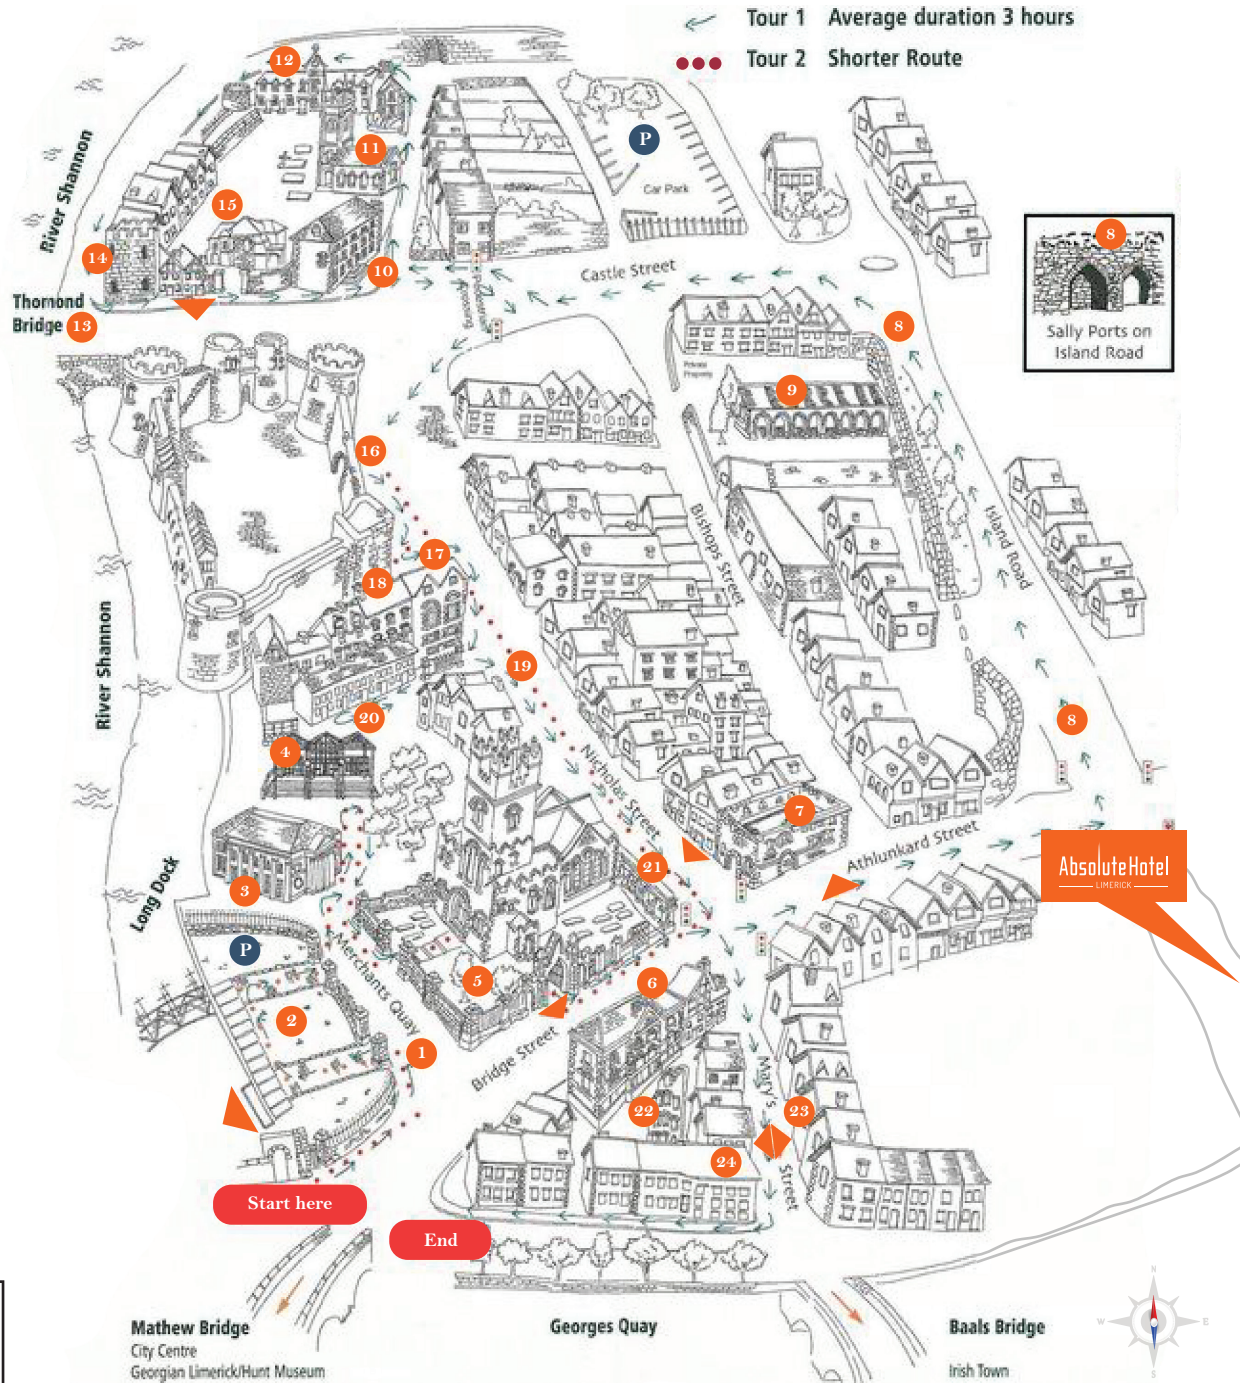 Tour 1 Average duration 3 hours
Tour 2 Shorter Route
12
P
11
Car Park
River Shannon
15
8
14
10
Castle Street
Thomond
Bridge 13
Sally Ports on
Island Road
8
Private
Property
9
16
Bishops Street
Island Road
17
18
River Shannon
19
20
8
4
Nicholas Street
7
Athlunkard Street
21
AbsoluteHotel
LIMERICK
3
Long Dock
P
Merchants Quay
5
6
2
1
Bridge Street
Mary's Street
22
23
24
Start here
End
N
W
E
S
Mathew Bridge
City Centre
Georgian Limerick/Hunt Museum
Georges Quay
Baals Bridge
Irish Town